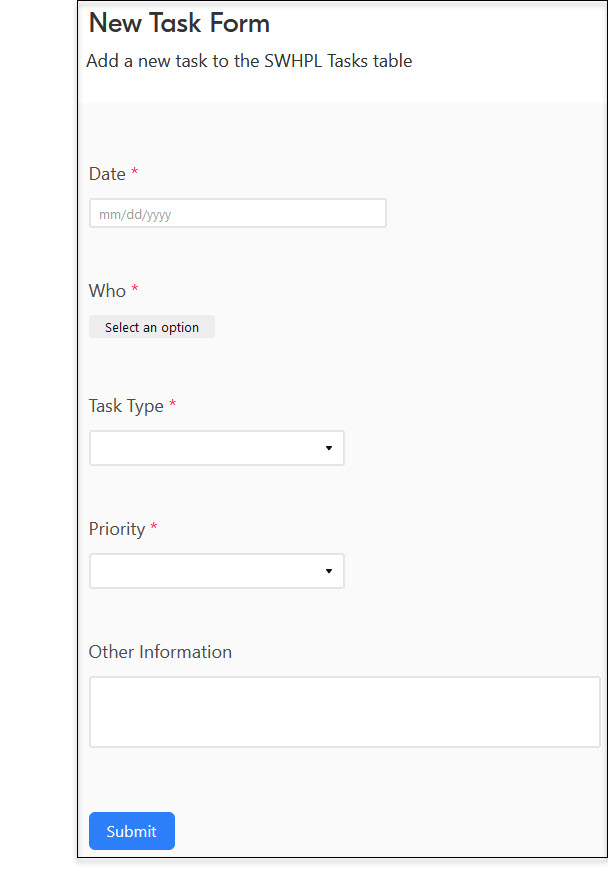 New Task Form
Add a new task to the SWHPL Tasks table
Date *
mm/dd/yyyy
Who *
Select an option
Task Type *
Priority *
Other Information
Submit